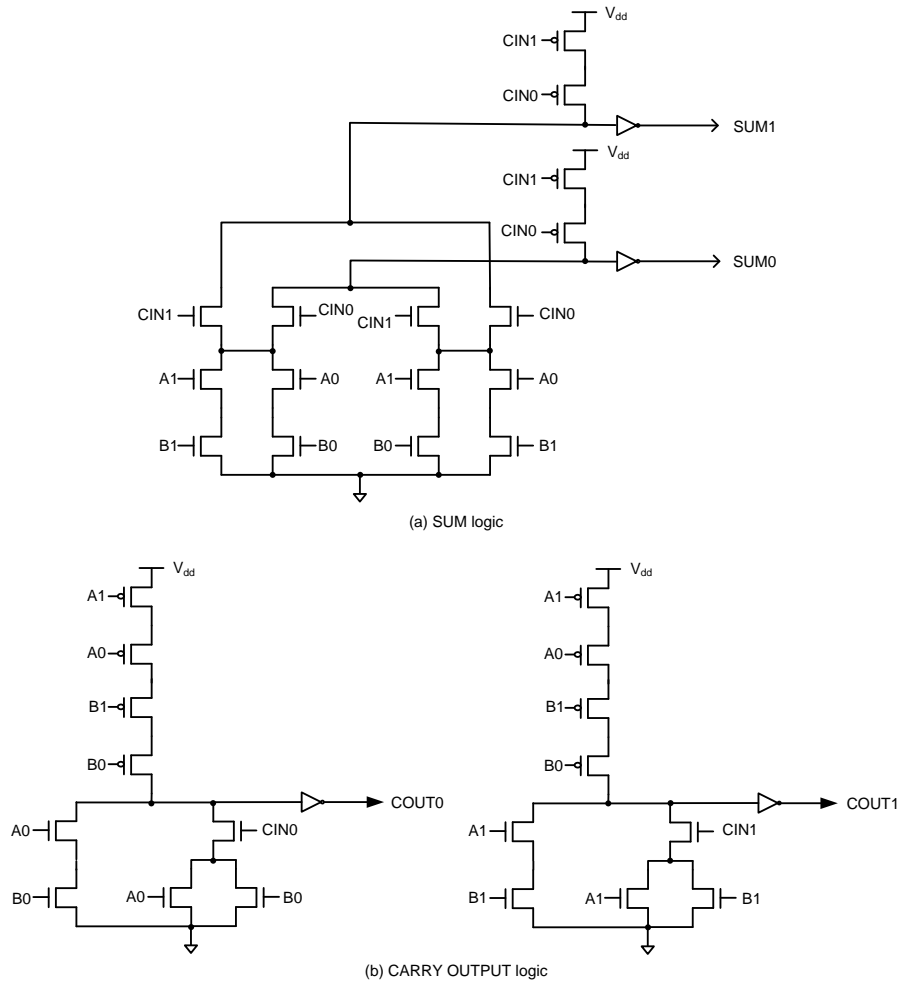 Vdd
CIN1
CIN0
SUM1
Vdd
CIN1
CIN0
SUM0
CIN1
CIN0
CIN1
CIN0
A1
A0
A1
A0
B1
B0
B0
B1
(a) SUM logic
Vdd
A1
A0
B1
B0
COUT0
A0
CIN0
B0
A0
B0
Vdd
A1
A0
B1
B0
COUT1
A1
CIN1
B1
A1
B1
(b) CARRY OUTPUT logic